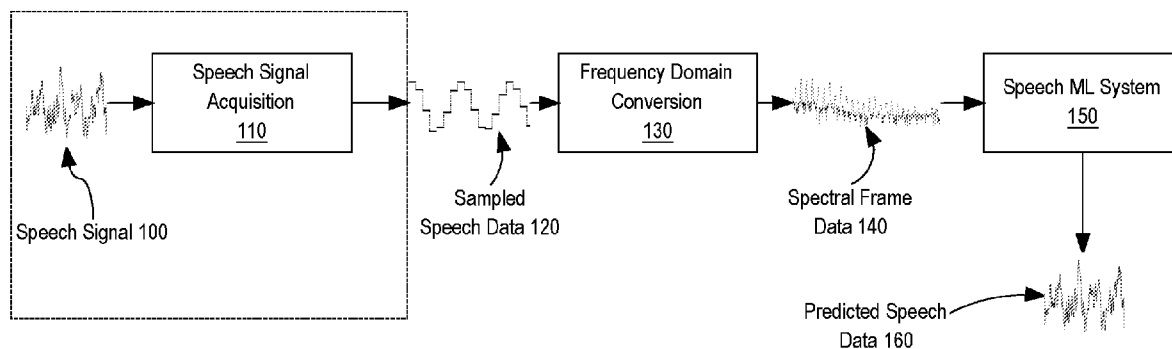 Speech Signal
Acquisition
110
Frequency Domain
Conversion
130
Speech ML System
150
Speech Signal 100
Sampled
Speech Data 120
Spectral Frame
Data 140
Predicted Speech
Data 160